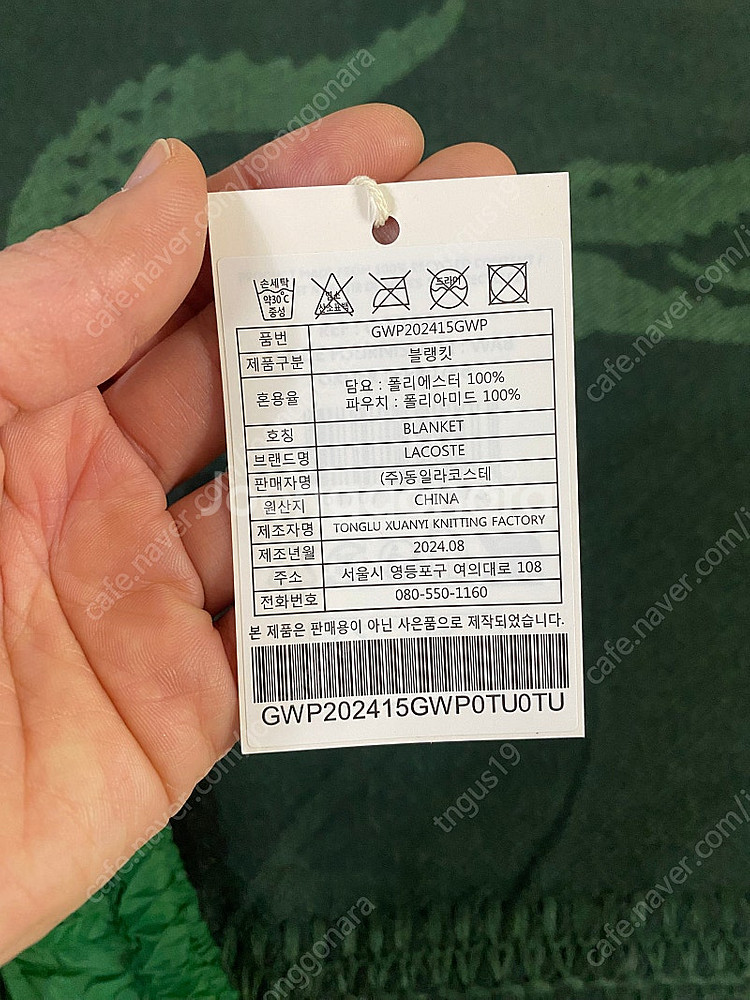 손세탁
약30℃
중성
염소
산소표백
드라이
품번 GWP202415GWP
제품구분 블랭킷
혼용율 담요 : 폴리에스터 100%
파우치 : 폴리아미드 100%
호칭 BLANKET
브랜드명 LACOSTE
판매자명 (주)동일라코스테
원산지 CHINA
제조자명 TONGLU XUANYI KNITTING FACTORY
제조년월 2024.08
주소 서울시 영등포구 여의대로 108
전화번호 080-550-1160
본 제품은 판매용이 아닌 사은품으로 제작되었습니다.
GWP202415GWP0TU0TU
cafe.naver.com/joonggonara
tngus19
Joonggonara